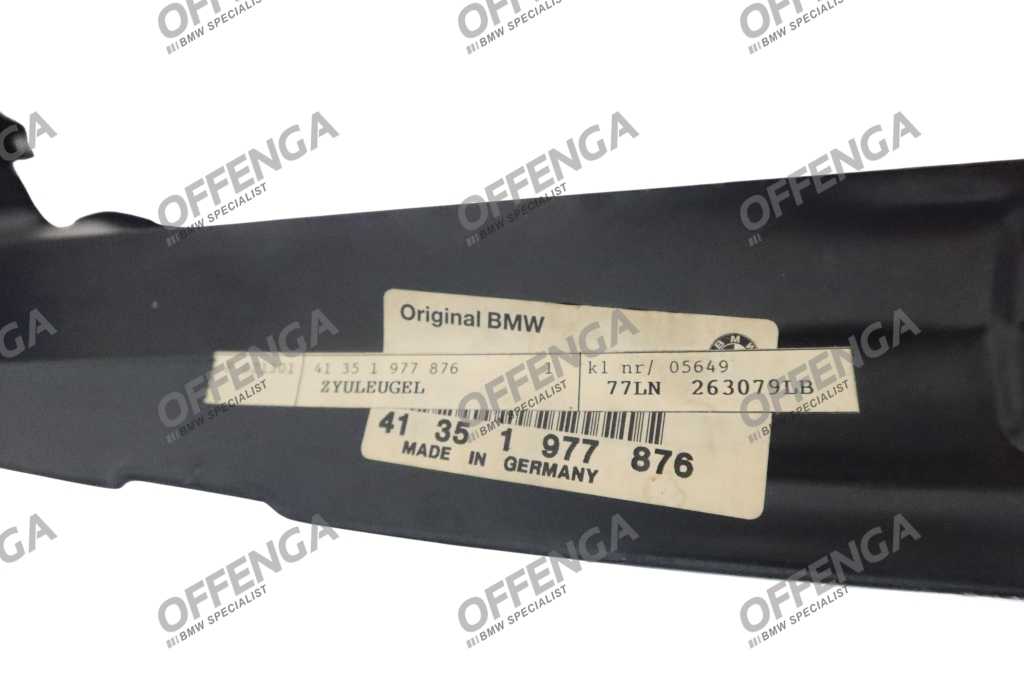 OFFENGA
BMW SPECIALIST
Original BMW
BMW
41 35 1 977 876 1 kl nr/ 05649
ZYULEUGEL 77LN 263079LB
41 35 1 977 876
MADE IN GERMANY